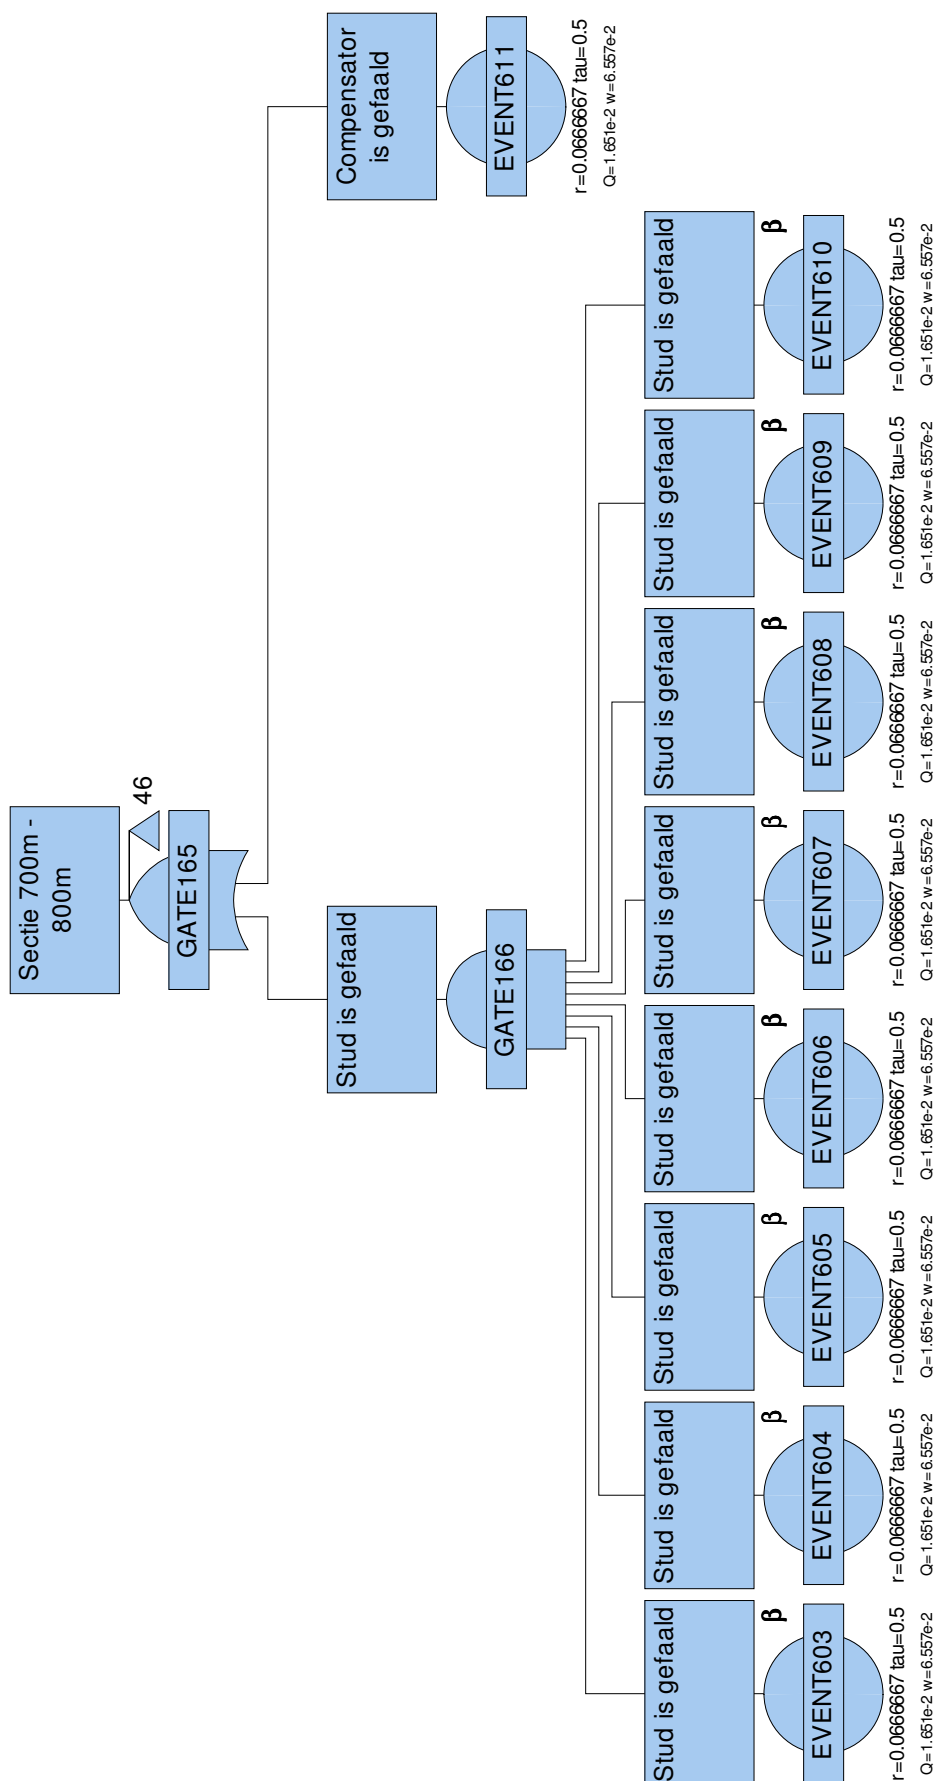 Sectie 700m -
800m
46
GATE165
Stud is gefaald
GATE166
Compensator
is gefaald
EVENT611
r=0.0666667 tau=0.5
Q=1.651e-2 w=6.557e-2
Stud is gefaald
β
EVENT603
r=0.0666667 tau=0.5
Q=1.651e-2 w=6.557e-2
Stud is gefaald
β
EVENT604
r=0.0666667 tau=0.5
Q=1.651e-2 w=6.557e-2
Stud is gefaald
β
EVENT605
r=0.0666667 tau=0.5
Q=1.651e-2 w=6.557e-2
Stud is gefaald
β
EVENT606
r=0.0666667 tau=0.5
Q=1.651e-2 w=6.557e-2
Stud is gefaald
β
EVENT607
r=0.0666667 tau=0.5
Q=1.651e-2 w=6.557e-2
Stud is gefaald
β
EVENT608
r=0.0666667 tau=0.5
Q=1.651e-2 w=6.557e-2
Stud is gefaald
β
EVENT609
r=0.0666667 tau=0.5
Q=1.651e-2 w=6.557e-2
Stud is gefaald
β
EVENT610
r=0.0666667 tau=0.5
Q=1.651e-2 w=6.557e-2